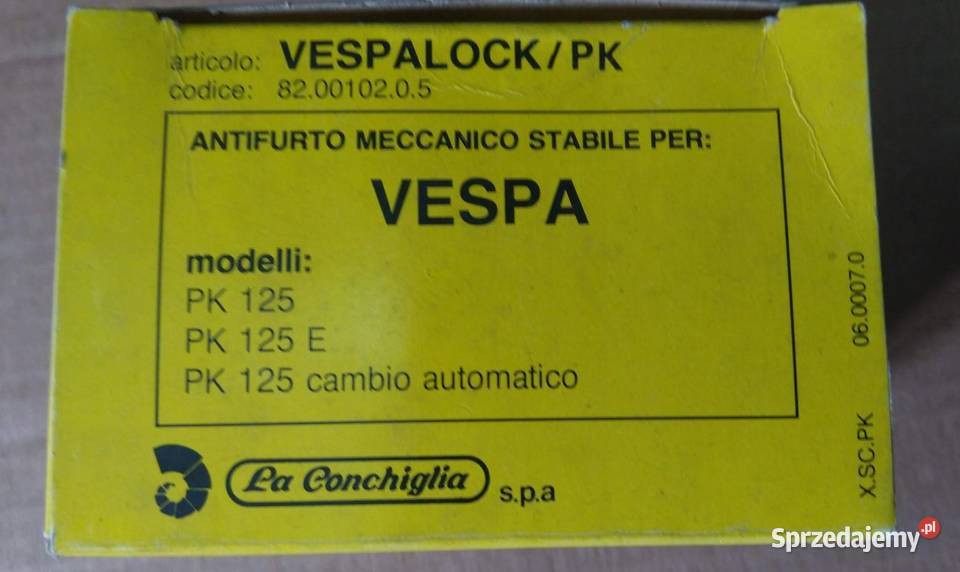 articolo: VESPALOCK/PK
codice: 82.00102.0.5
ANTIFURTO MECCANICO STABILE PER:
VESPA
modelli:
PK 125
PK 125 E
PK 125 cambio automatico
La Conchiglia s.p.a
X.SC.PK 06.0007.0
Sprzedajemy.pl